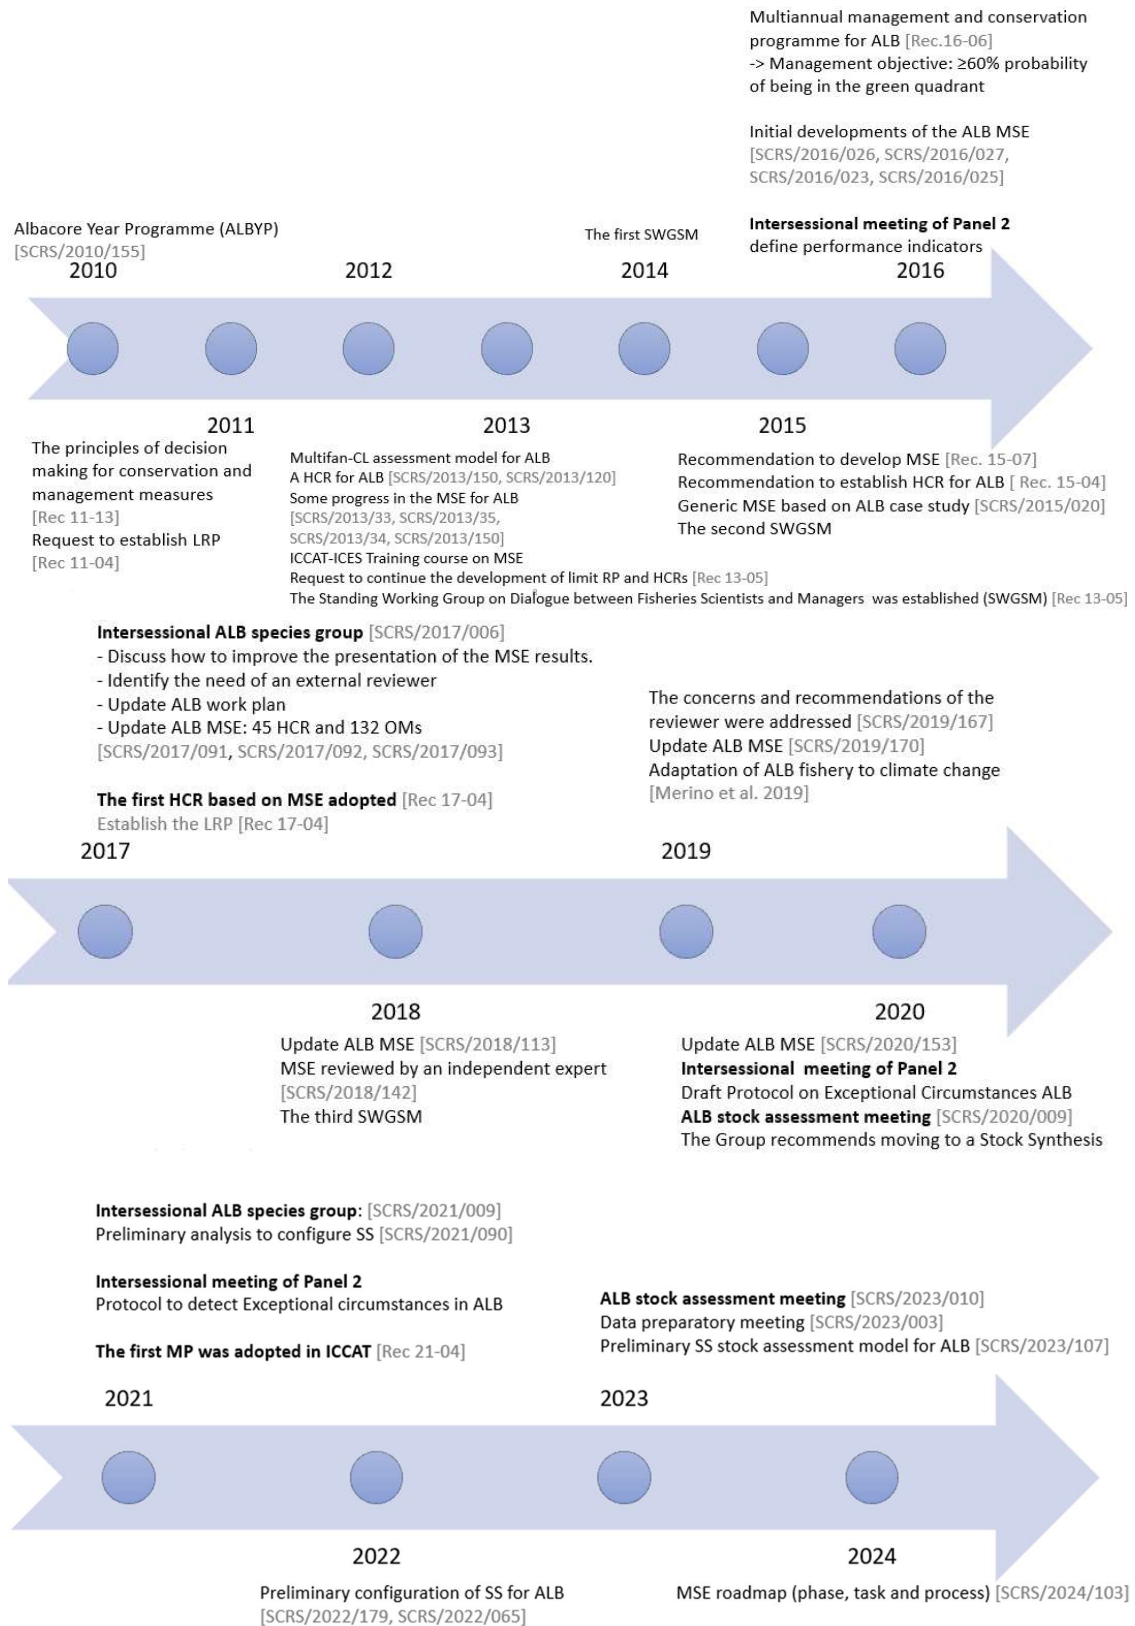 Multiannual management and conservation
programme for ALB [Rec.16-06]
-> Management objective: ≥60% probability
of being in the green quadrant
Initial developments of the ALB MSE
[SCRS/2016/026, SCRS/2016/027,
SCRS/2016/023, SCRS/2016/025]
Albacore Year Programme (ALBYP)
[SCRS/2010/155]
The first SWGSM
Intersessional meeting of Panel 2
define performance indicators
2010
2012
2014
2016
2011
2013
2015
The principles of decision
making for conservation and
management measures
[Rec 11-13]
Request to establish LRP
[Rec 11-04]
Multifan-CL assessment model for ALB
A HCR for ALB [SCRS/2013/150, SCRS/2013/120]
Some progress in the MSE for ALB
[SCRS/2013/33, SCRS/2013/35,
SCRS/2013/34, SCRS/2013/150]
ICCAT-ICES Training course on MSE
Request to continue the development of limit RP and HCRs [Rec 13-05]
The Standing Working Group on Dialogue between Fisheries Scientists and Managers was established (SWGSM) [Rec 13-05]
Recommendation to develop MSE [Rec. 15-07]
Recommendation to establish HCR for ALB [ Rec. 15-04]
Generic MSE based on ALB case study [SCRS/2015/020]
The second SWGSM
Intersessional ALB species group [SCRS/2017/006]
- Discuss how to improve the presentation of the MSE results.
- Identify the need of an external reviewer
- Update ALB work plan
- Update ALB MSE: 45 HCR and 132 OMs
[SCRS/2017/091, SCRS/2017/092, SCRS/2017/093]
The first HCR based on MSE adopted [Rec 17-04]
Establish the LRP [Rec 17-04]
The concerns and recommendations of the
reviewer were addressed [SCRS/2019/167]
Update ALB MSE [SCRS/2019/170]
Adaptation of ALB fishery to climate change
[Merino et al. 2019]
2017
2019
2018
2020
Update ALB MSE [SCRS/2018/113]
MSE reviewed by an independent expert
[SCRS/2018/142]
The third SWGSM
Update ALB MSE [SCRS/2020/153]
Intersessional meeting of Panel 2
Draft Protocol on Exceptional Circumstances ALB
ALB stock assessment meeting [SCRS/2020/009]
The Group recommends moving to a Stock Synthesis
Intersessional ALB species group: [SCRS/2021/009]
Preliminary analysis to configure SS [SCRS/2021/090]
Intersessional meeting of Panel 2
Protocol to detect Exceptional circumstances in ALB
The first MP was adopted in ICCAT [Rec 21-04]
ALB stock assessment meeting [SCRS/2023/010]
Data preparatory meeting [SCRS/2023/003]
Preliminary SS stock assessment model for ALB [SCRS/2023/107]
2021
2023
2022
2024
Preliminary configuration of SS for ALB
[SCRS/2022/179, SCRS/2022/065]
MSE roadmap (phase, task and process) [SCRS/2024/103]